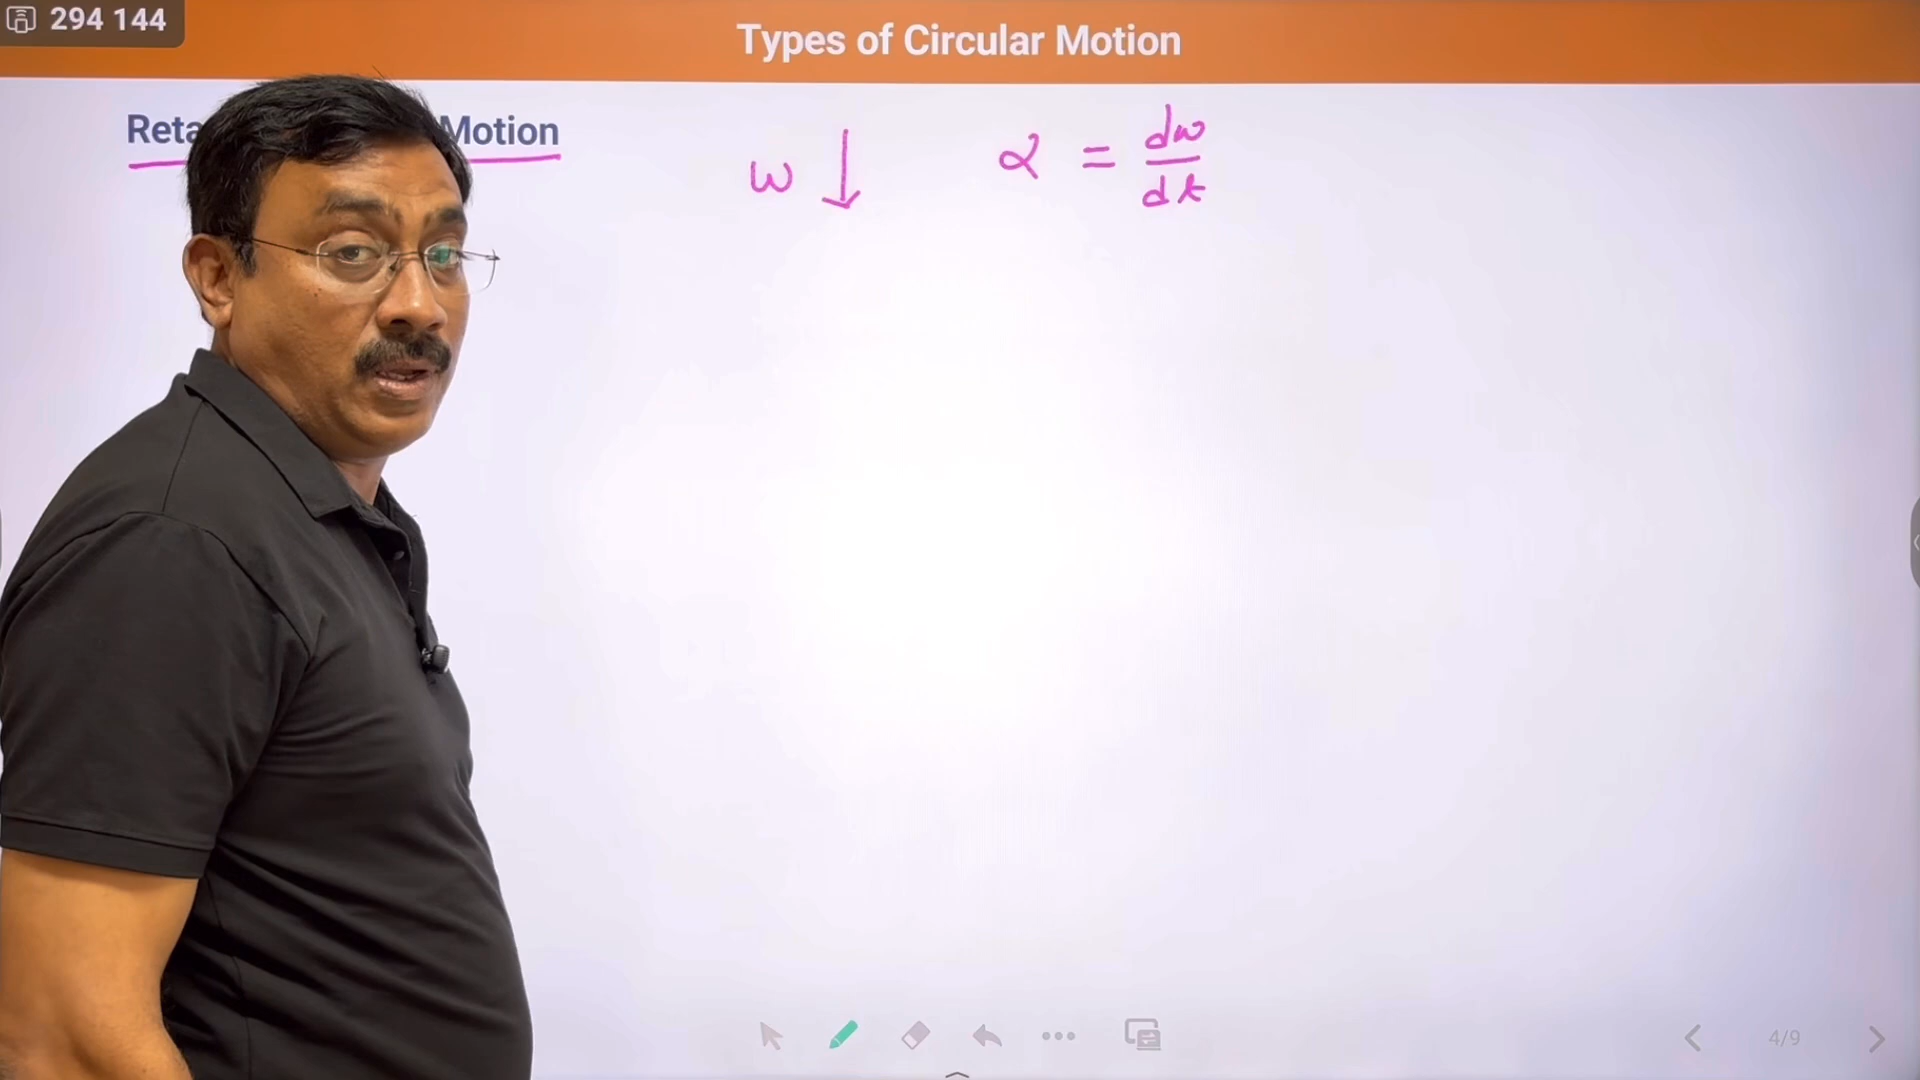 294 144
Types of Circular Motion
Reta Motion
ω ↓ α = dω/dt
4/9